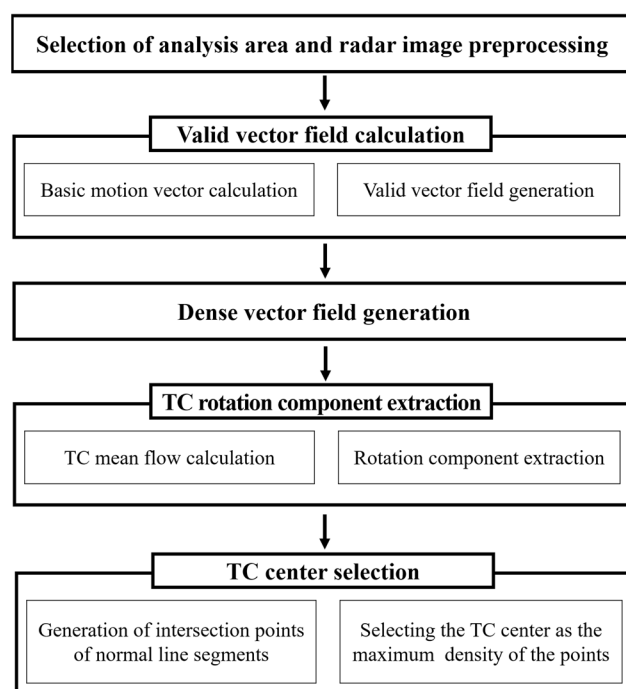 Selection of analysis area and radar image preprocessing
Valid vector field calculation
Basic motion vector calculation
Valid vector field generation
Dense vector field generation
TC rotation component extraction
TC mean flow calculation
Rotation component extraction
TC center selection
Generation of intersection points
of normal line segments
Selecting the TC center as the
maximum density of the points